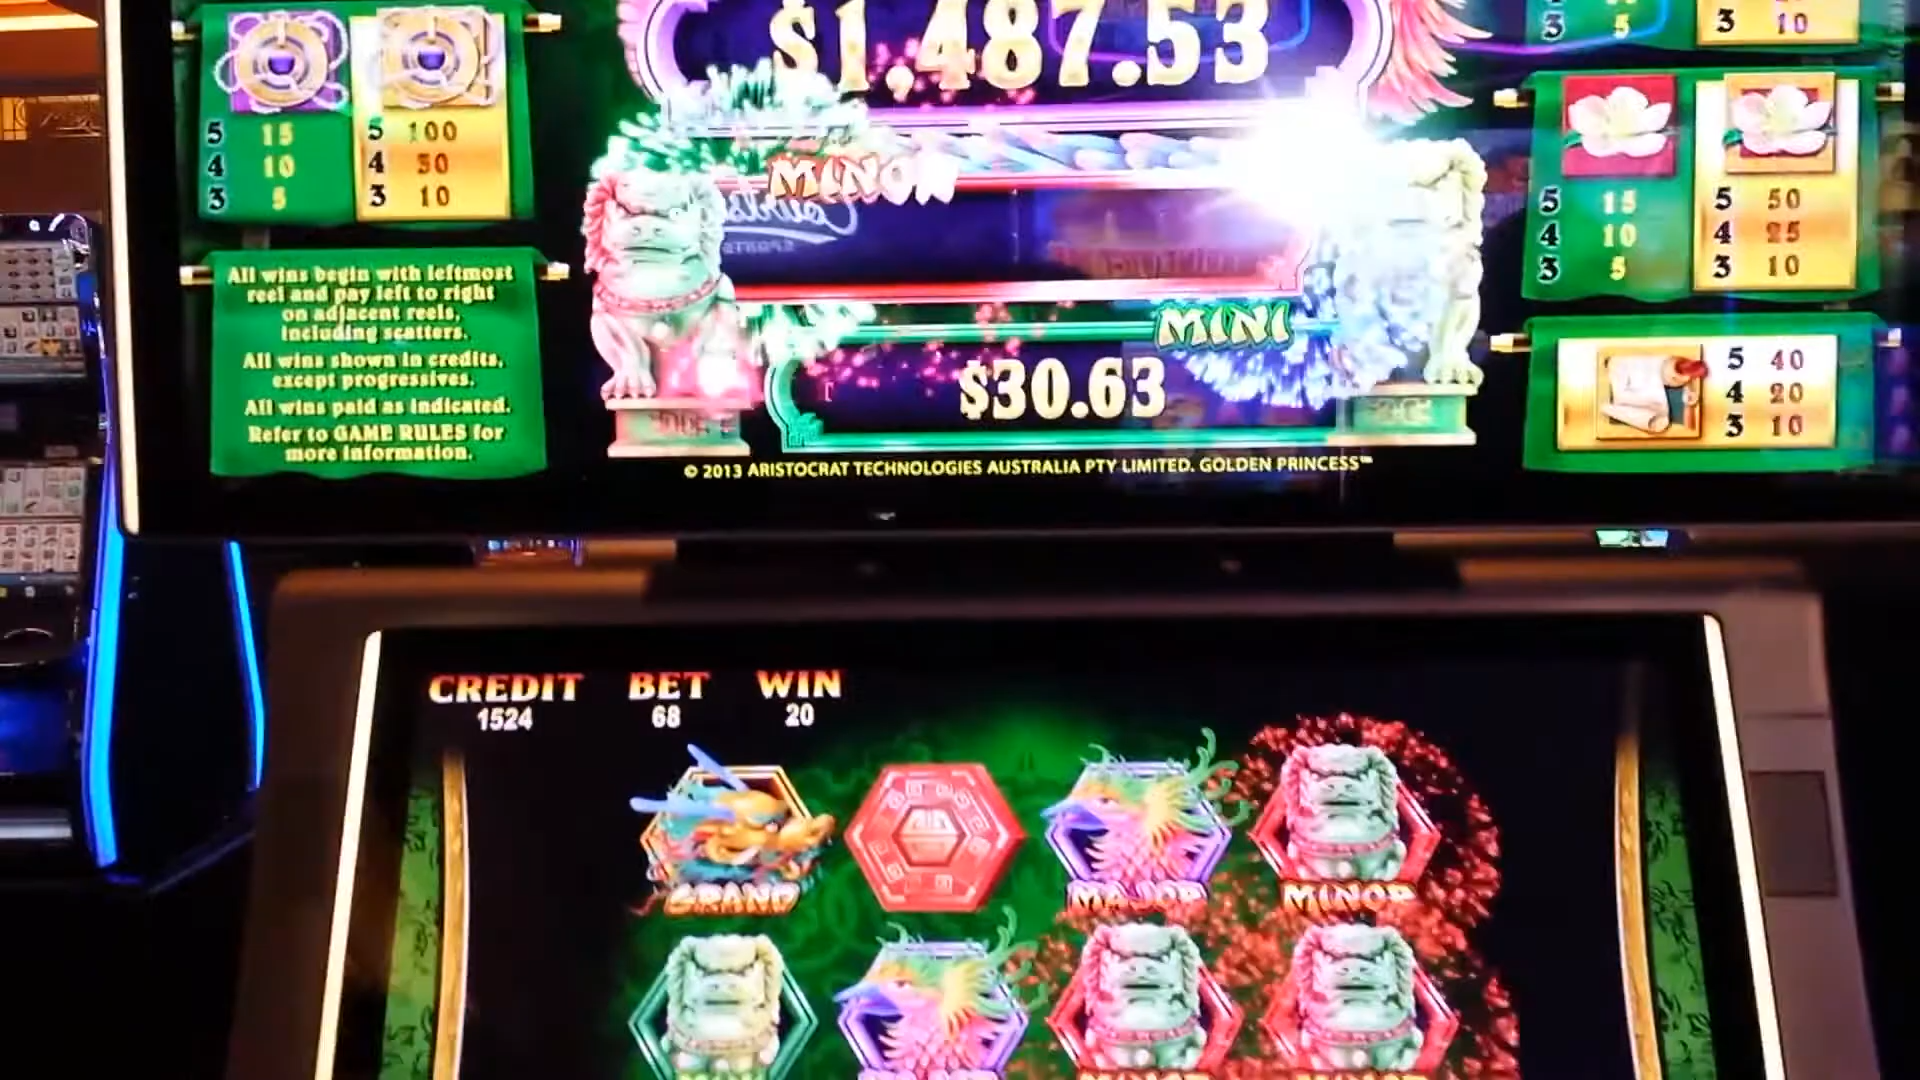 $1,487.53
3 5
3 10
5 15
4 10
3 5
5 100
4 50
3 10
MINOR
5 15
4 10
3 5
5 50
4 25
3 10
All wins begin with leftmost
reel and pay left to right
on adjacent reels,
including scatters.
All wins shown in credits,
except progressives.
All wins paid as indicated.
Refer to GAME RULES for
more information.
MINI
$30.63
5 40
4 20
3 10
© 2013 ARISTOCRAT TECHNOLOGIES AUSTRALIA PTY LIMITED. GOLDEN PRINCESS™
CREDIT BET WIN
1524 68 20
GRAND
MAJOR
MINOR